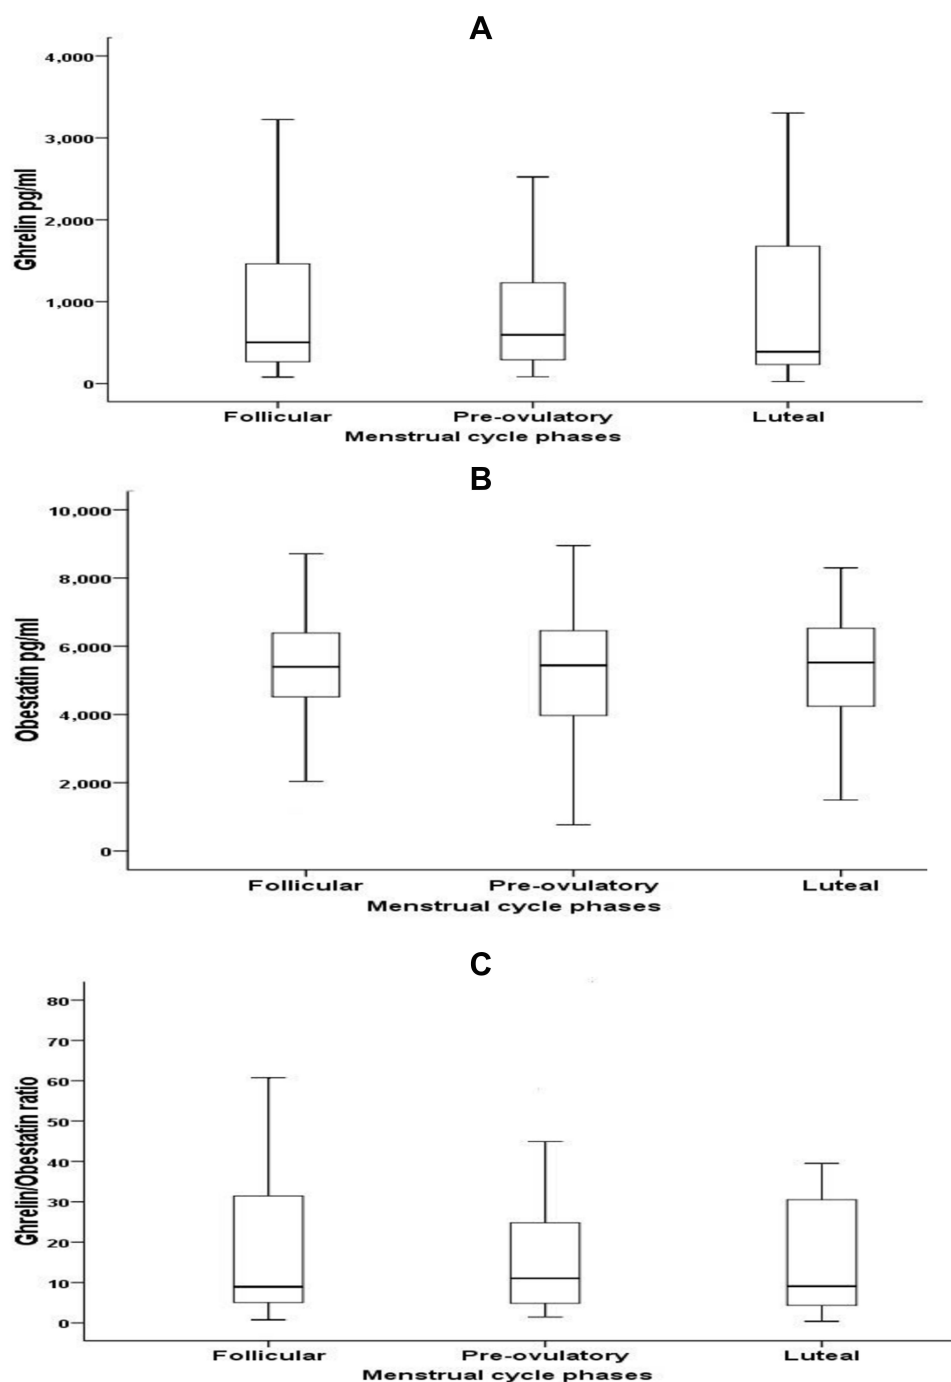 A
4,000
3,000
2,000
1,000
0
Ghrelin pg/ml
Follicular Pre-ovulatory Luteal
Menstrual cycle phases
B
10,000
8,000
6,000
4,000
2,000
0
Obestatin pg/ml
Follicular Pre-ovulatory Luteal
Menstrual cycle phases
C
80
70
60
50
40
30
20
10
0
Ghrelin/Obestatin ratio
Follicular Pre-ovulatory Luteal
Menstrual cycle phases